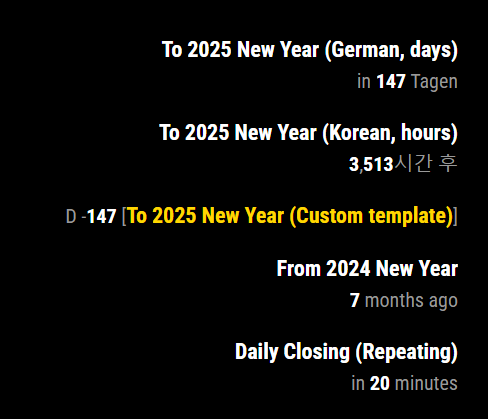 To 2025 New Year (German, days)
in 147 Tagen
To 2025 New Year (Korean, hours)
3,513시간 후
D -147 [To 2025 New Year (Custom template)]
From 2024 New Year
7 months ago
Daily Closing (Repeating)
in 20 minutes